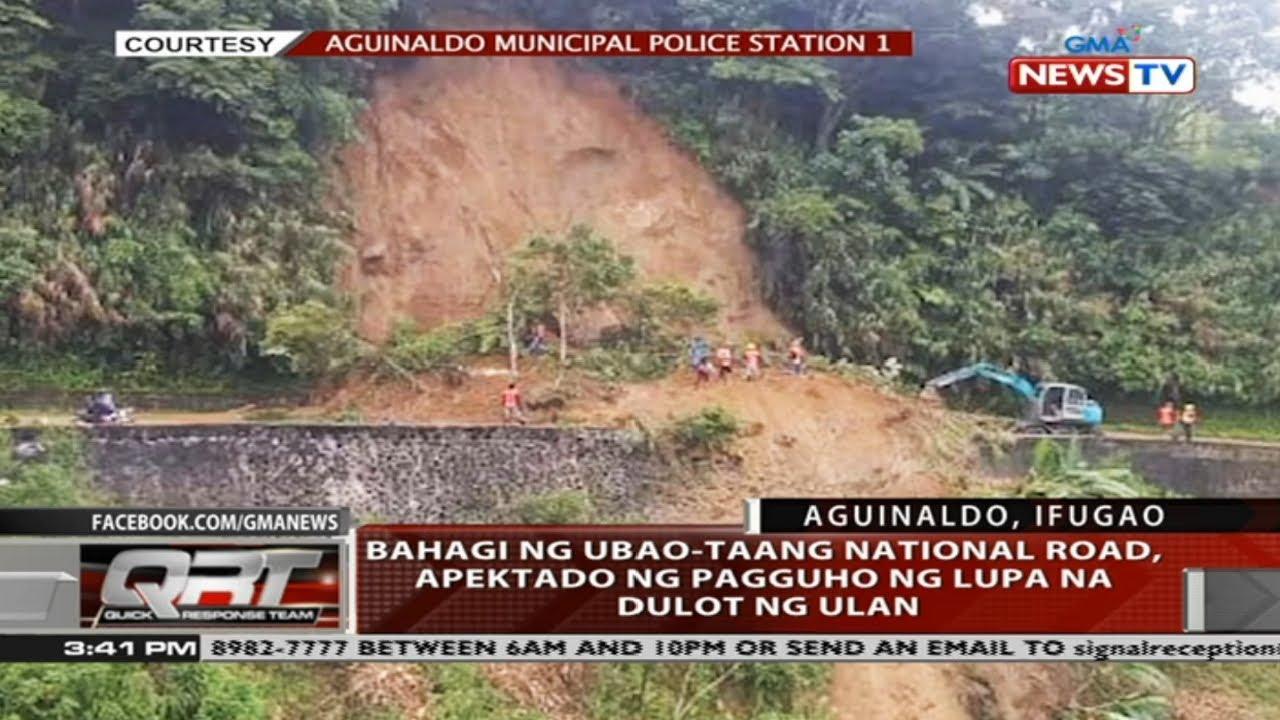 COURTESY AGUINALDO MUNICIPAL POLICE STATION 1
GMA
NEWS TV
AGUINALDO, IFUGAO
FACEBOOK.COM/GMANEWS
BAHAGI NG UBAO-TAANG NATIONAL ROAD,
APEKTADO NG PAGGUHO NG LUPA NA
DULOT NG ULAN
QRT
QUICK RESPONSE TEAM
3:41 PM 8982-7777 BETWEEN 6AM AND 10PM OR SEND AN EMAIL TO signalreception